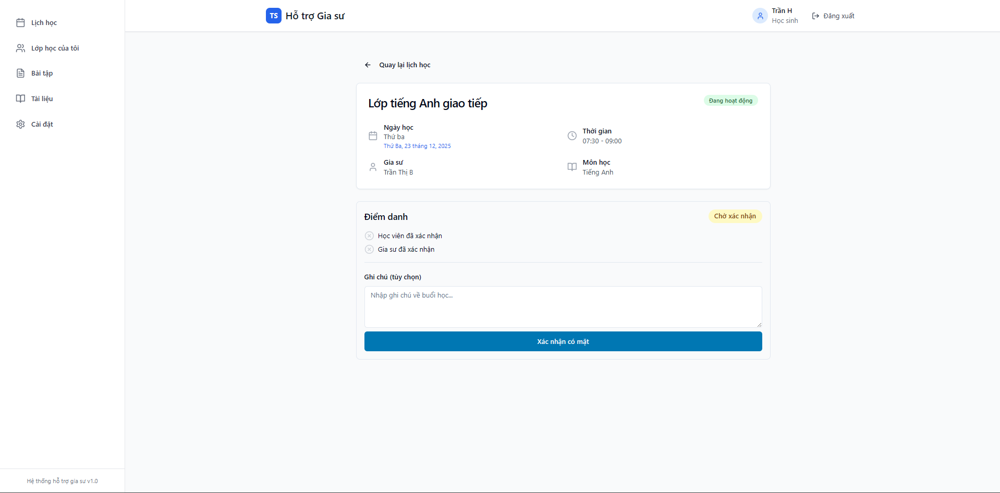 Lịch học
Lớp học của tôi
Bài tập
Tài liệu
Cài đặt
Hệ thống hỗ trợ gia sư v1.0
TS Hỗ trợ Gia sư
Trần H
Học sinh
Đăng xuất
Quay lại lịch học
Lớp tiếng Anh giao tiếp
Đang hoạt động
Ngày học
Thứ ba
Thứ Ba, 23 tháng 12, 2025
Thời gian
07:30 - 09:00
Gia sư
Trần Thị B
Môn học
Tiếng Anh
Điểm danh
Chờ xác nhận
Học viên đã xác nhận
Gia sư đã xác nhận
Ghi chú (tùy chọn)
Nhập ghi chú về buổi học...
Xác nhận có mặt